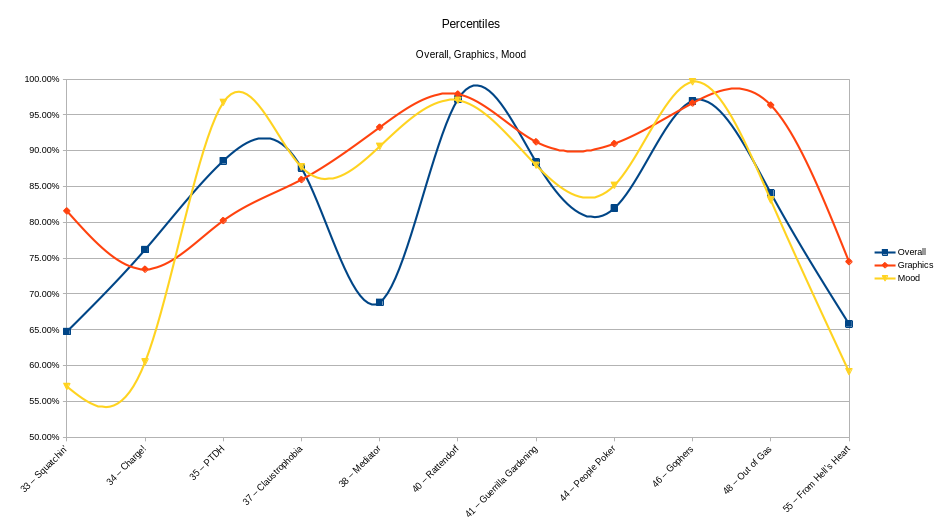 Percentiles
Overall, Graphics, Mood
100.00%
95.00%
90.00%
85.00%
80.00%
75.00%
70.00%
65.00%
60.00%
55.00%
50.00%
Overall
Graphics
Mood
33 – Squatchin'
34 – Charge!
35 – PTDH
37 – Claustrophobia
38 – Mediator
40 – Rattendorf
41 – Guerrilla Gardening
44 – People Poker
46 – Gophers
48 – Out of Gas
55 – From Hell's Heart